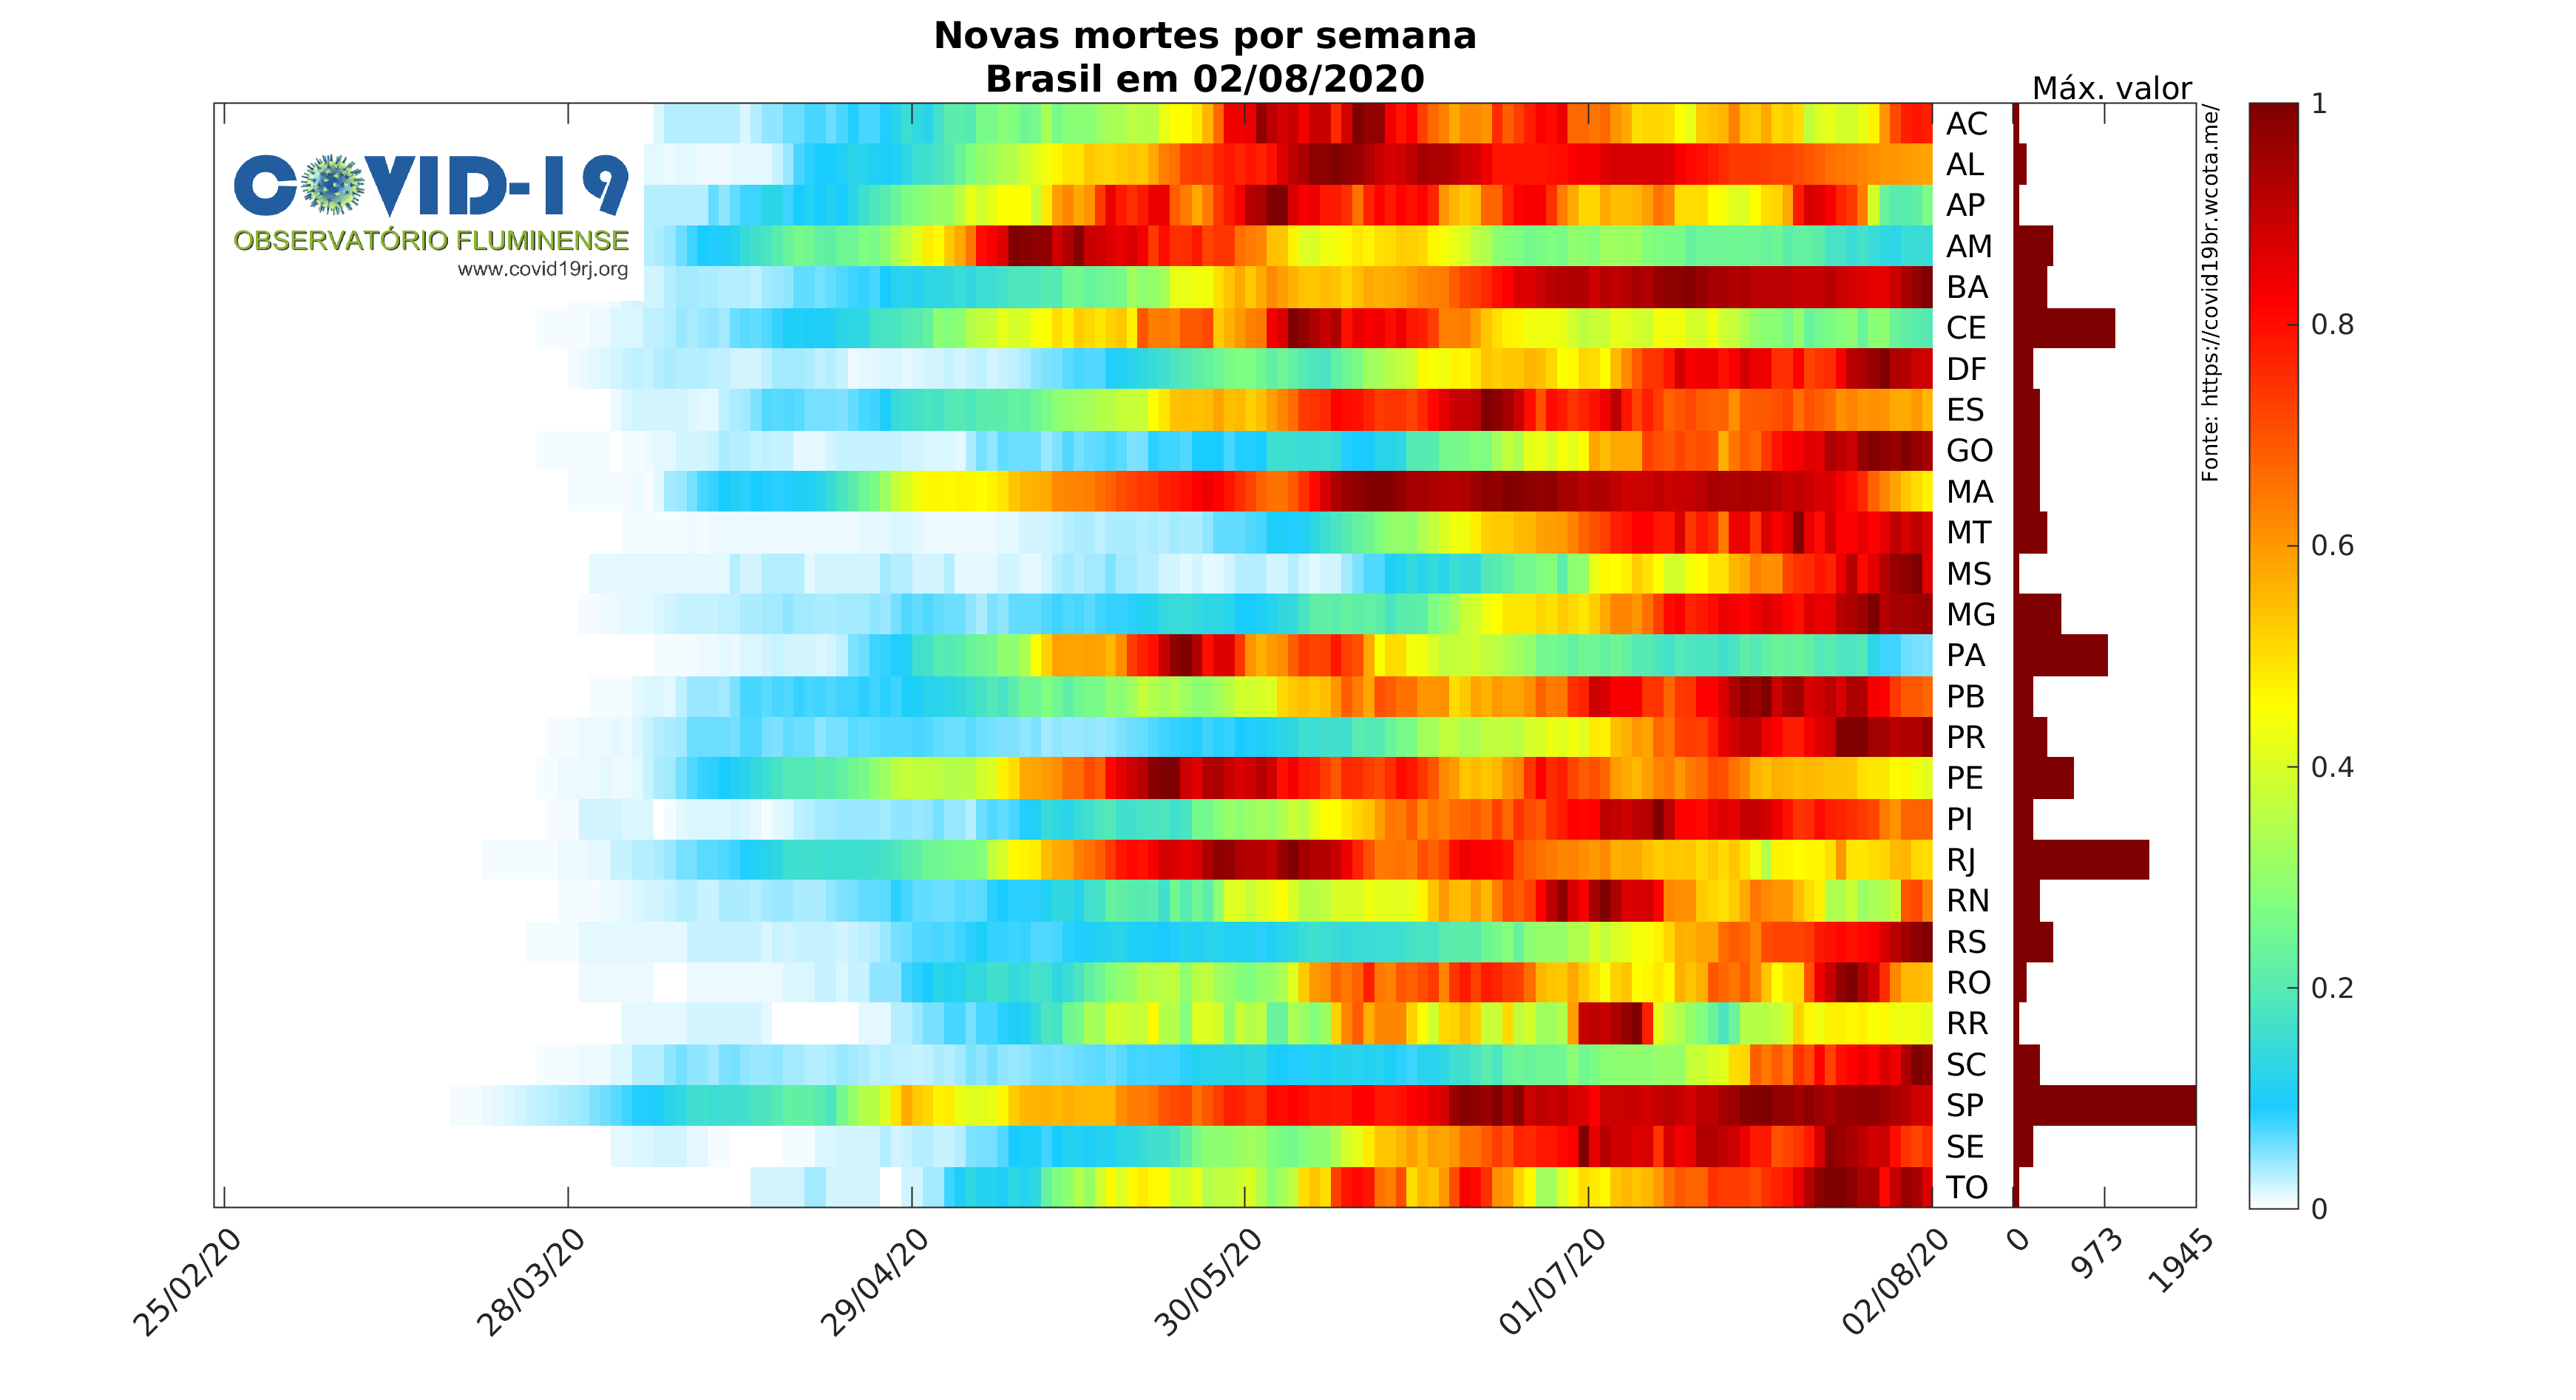 Novas mortes por semana
Brasil em 02/08/2020
Máx. valor
COVID-19
OBSERVATÓRIO FLUMINENSE
www.covid19rj.org
AC
AL
AP
AM
BA
CE
DF
ES
GO
MA
MT
MS
MG
PA
PB
PR
PE
PI
RJ
RN
RS
RO
RR
SC
SP
SE
TO
Fonte: https://covid19br.wcota.me/
1
0.8
0.6
0.4
0.2
0
25/02/20
28/03/20
29/04/20
30/05/20
01/07/20
02/08/20
0
973
1945